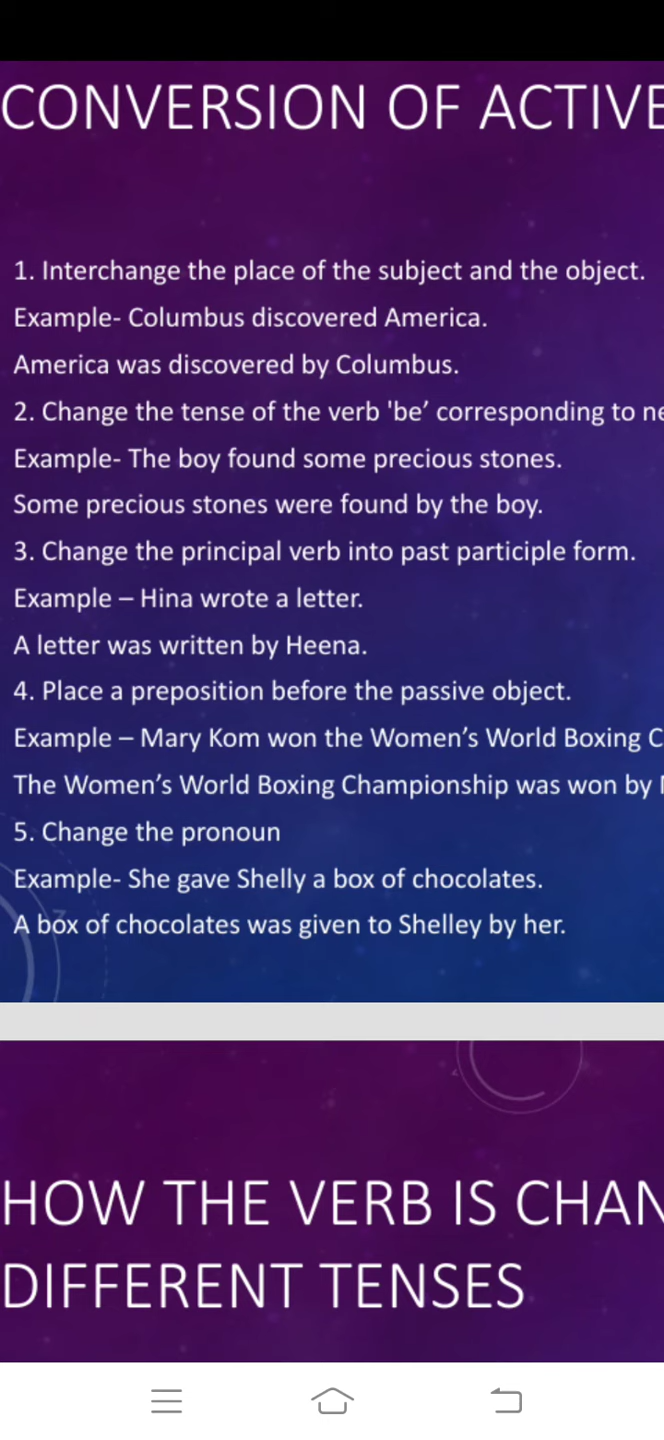 CONVERSION OF ACTIVE
1. Interchange the place of the subject and the object.
Example- Columbus discovered America.
America was discovered by Columbus.
2. Change the tense of the verb 'be’ corresponding to
Example- The boy found some precious stones.
Some precious stones were found by the boy.
3. Change the principal verb into past participle form.
Example – Hina wrote a letter.
A letter was written by Heena.
4. Place a preposition before the passive object.
Example – Mary Kom won the Women’s World Boxing
The Women’s World Boxing Championship was won by
5. Change the pronoun
Example- She gave Shelly a box of chocolates.
A box of chocolates was given to Shelley by her.
HOW THE VERB IS
DIFFERENT TENSES